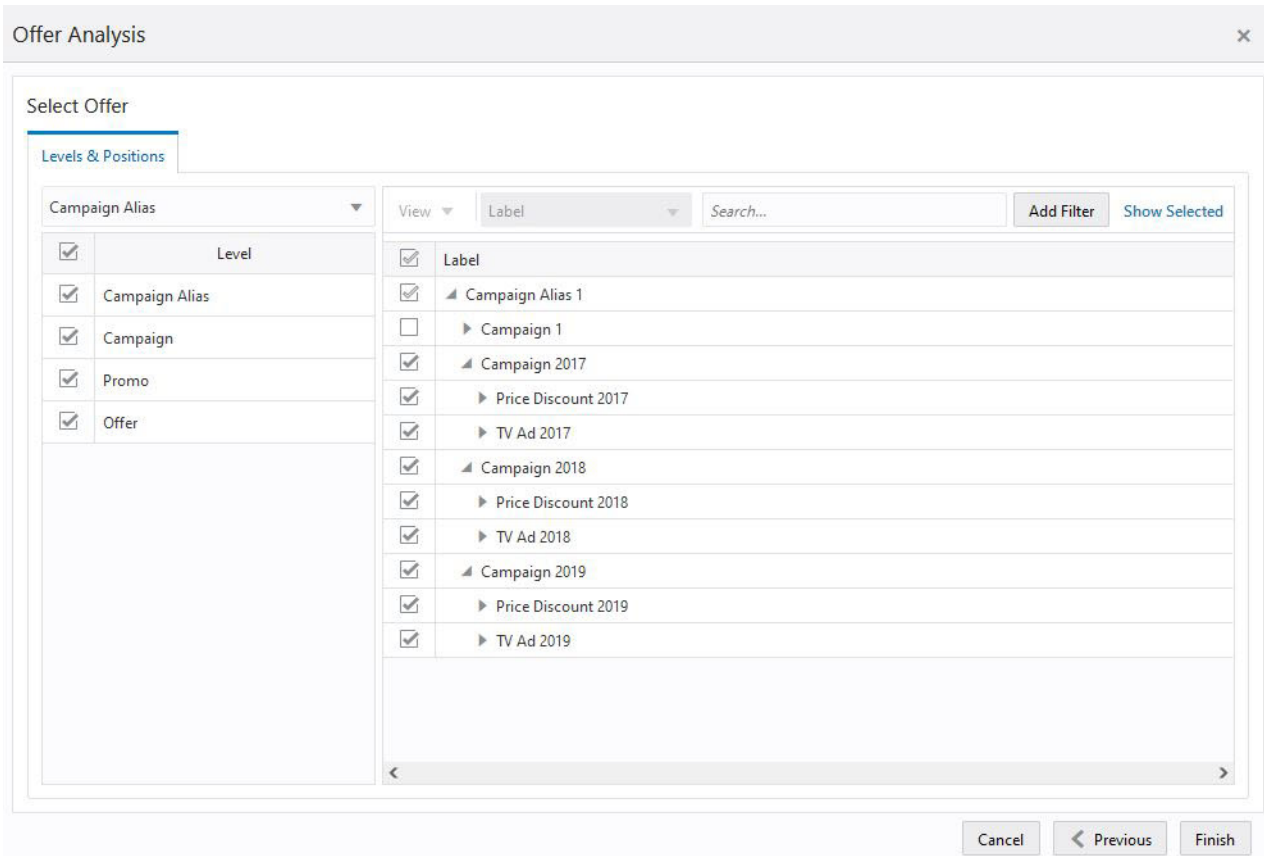 Offer Analysis
Select Offer
Levels & Positions
Campaign Alias
View Label Search... Add Filter Show Selected
Level
Label
Campaign Alias
Campaign Alias 1
Campaign
Campaign 1
Campaign 2017
Promo
Price Discount 2017
Offer
TV Ad 2017
Campaign 2018
Price Discount 2018
TV Ad 2018
Campaign 2019
Price Discount 2019
TV Ad 2019
Cancel Previous Finish